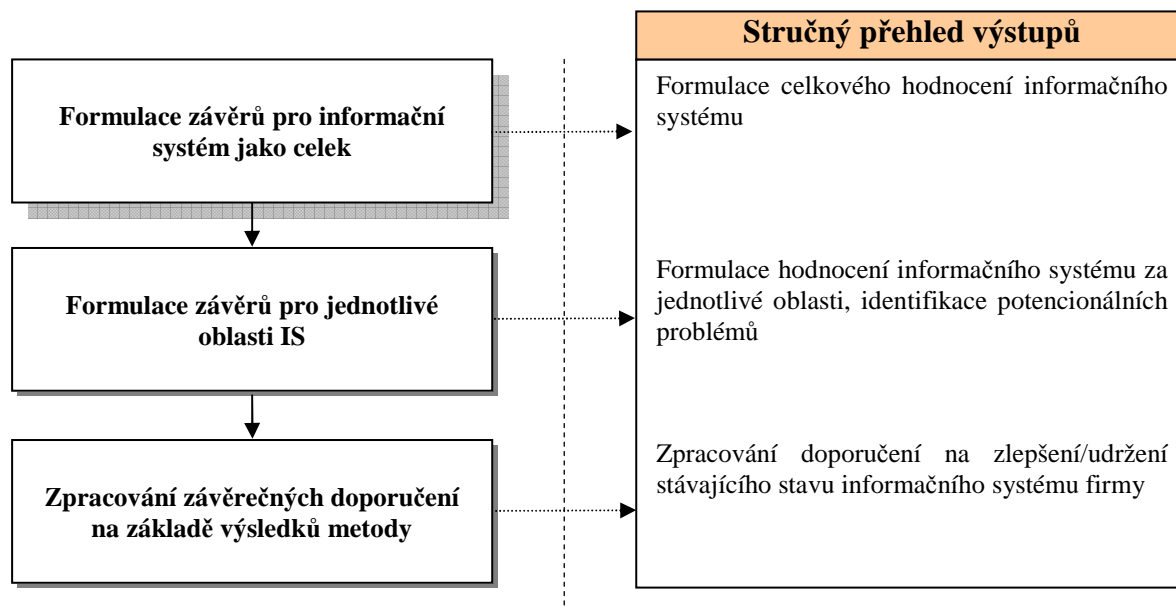 Formulace závěrů pro informační
systém jako celek
Formulace závěrů pro jednotlivé
oblasti IS
Zpracování závěrečných doporučení
na základě výsledků metody
Stručný přehled výstupů
Formulace celkového hodnocení informačního
systému
Formulace hodnocení informačního systému za
jednotlivé oblasti, identifikace potencionálních
problémů
Zpracování doporučení na zlepšení/udržení
stávajícího stavu informačního systému firmy